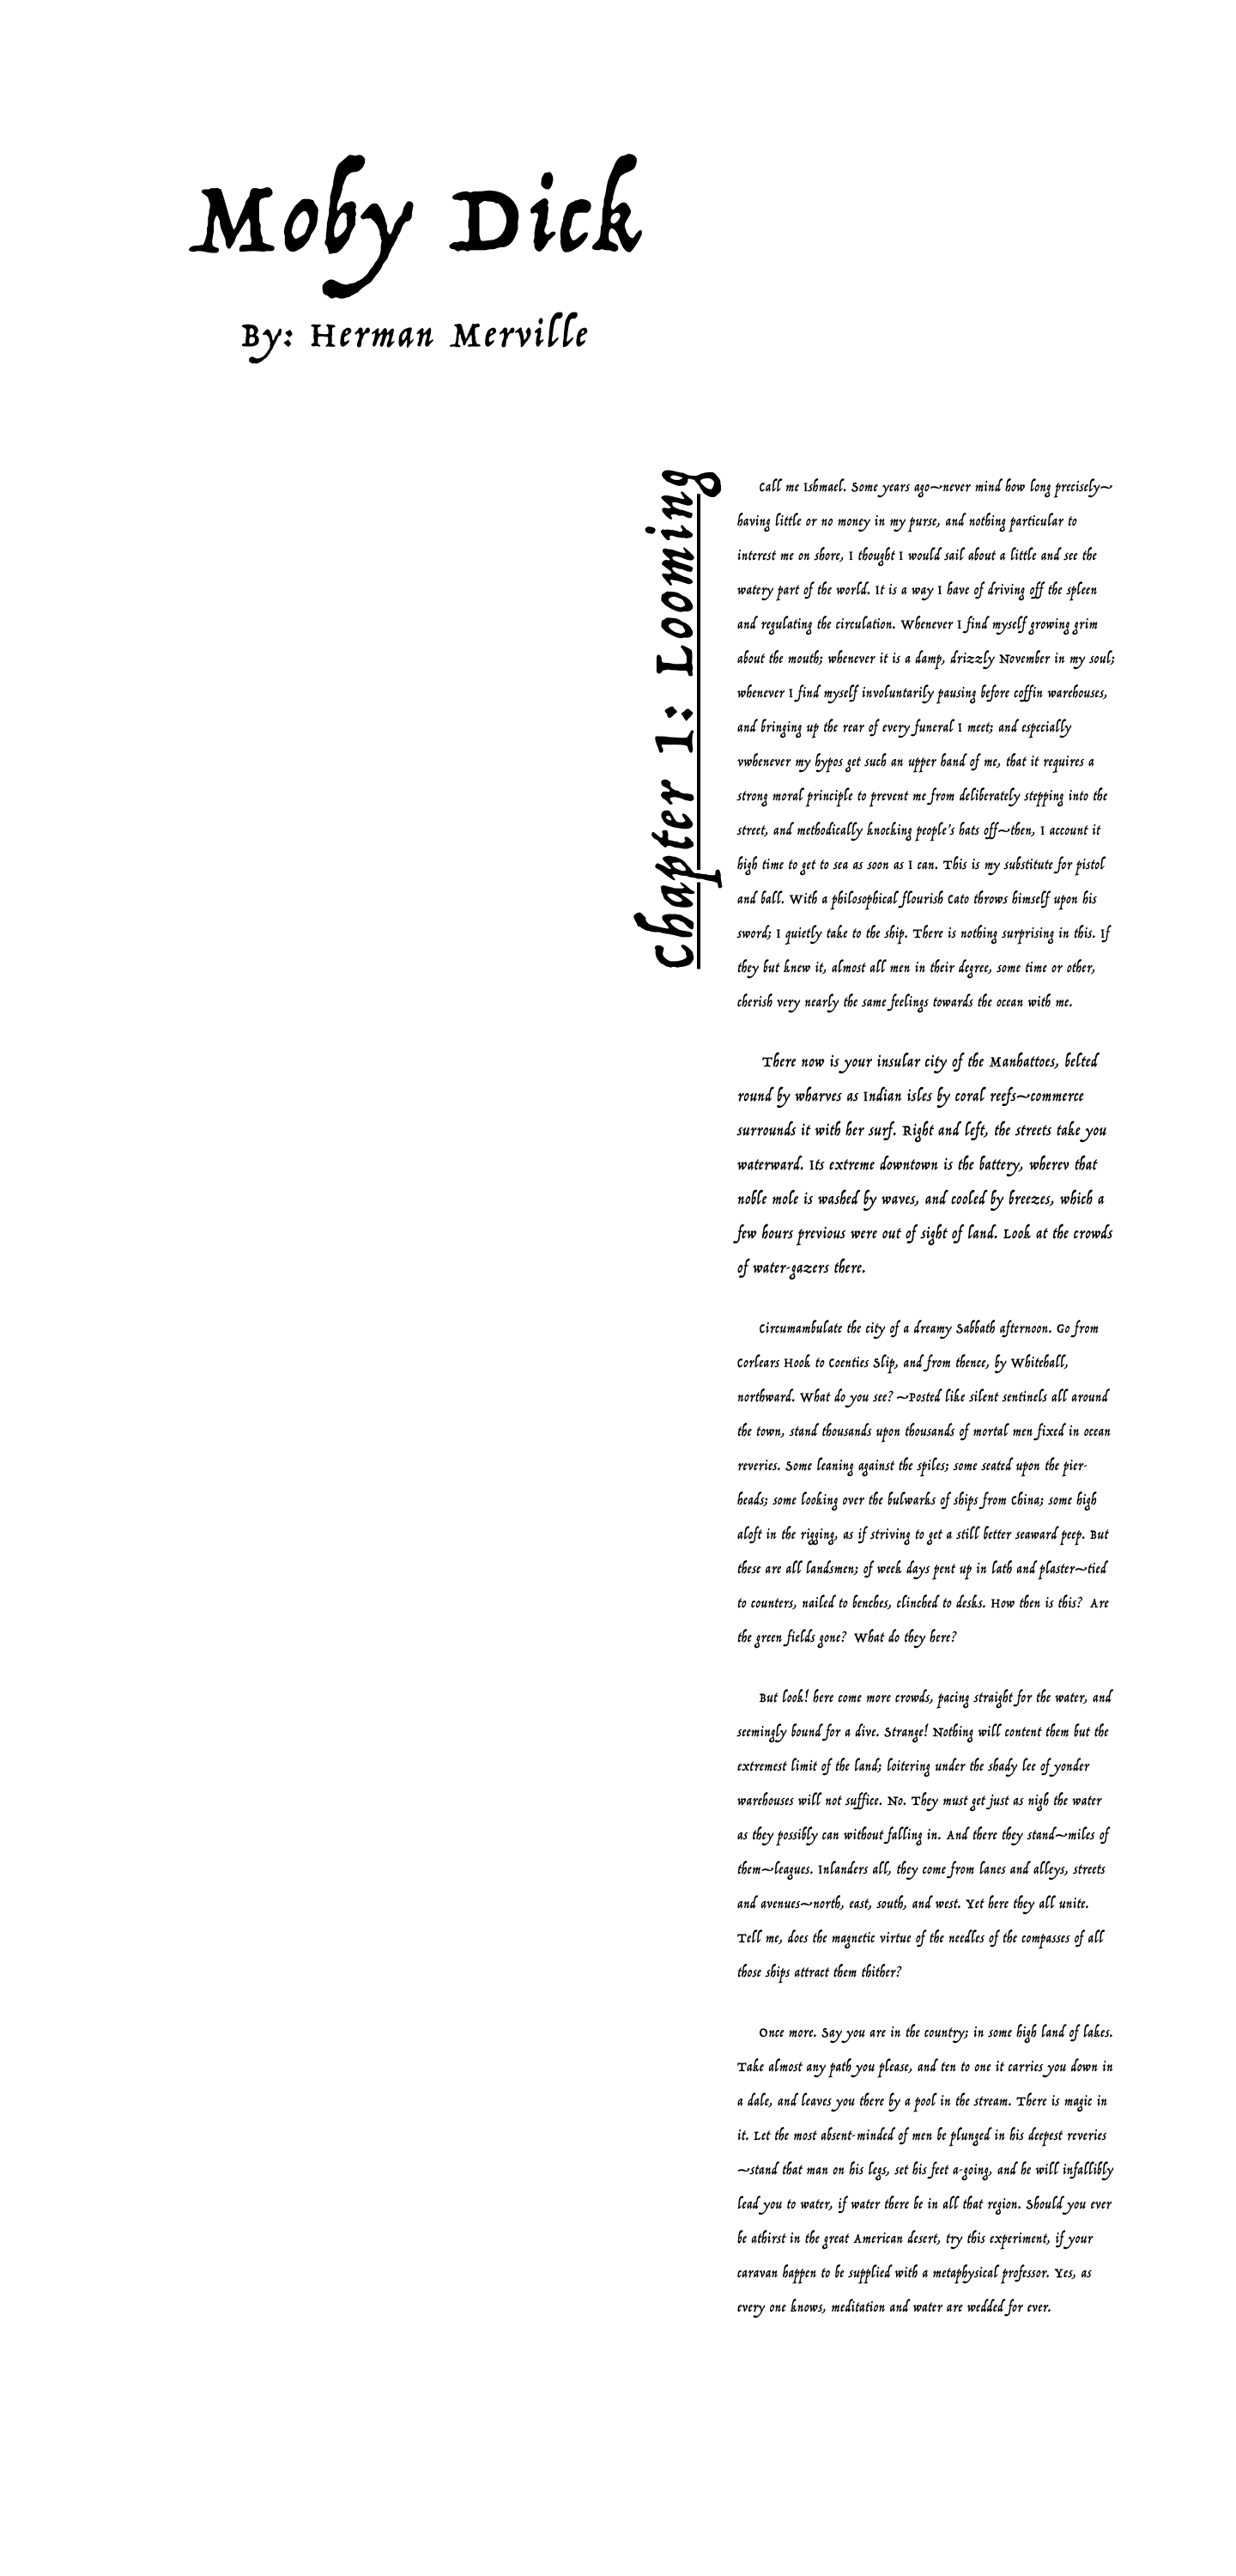 Moby Dick
By: Herman Merville
Chapter 1: Looming
Call me Ishmael. Some years ago—never mind how long precisely—
having little or no money in my purse, and nothing particular to
interest me on shore, I thought I would sail about a little and see the
watery part of the world. It is a way I have of driving off the spleen
and regulating the circulation. Whenever I find myself growing grim
about the mouth; whenever it is a damp, drizzly November in my soul;
whenever I find myself involuntarily pausing before coffin warehouses,
and bringing up the rear of every funeral I meet; and especially
vwhenever my hypos get such an upper hand of me, that it requires a
strong moral principle to prevent me from deliberately stepping into the
street, and methodically knocking people's hats off—then, I account it
high time to get to sea as soon as I can. This is my substitute for pistol
and ball. With a philosophical flourish Cato throws himself upon his
sword; I quietly take to the ship. There is nothing surprising in this. If
they but knew it, almost all men in their degree, some time or other,
cherish very nearly the same feelings towards the ocean with me.
There now is your insular city of the Manhattoes, belted
round by wharves as Indian isles by coral reefs—commerce
surrounds it with her surf. Right and left, the streets take you
waterward. Its extreme downtown is the battery, wherev that
noble mole is washed by waves, and cooled by breezes, which a
few hours previous were out of sight of land. Look at the crowds
of water-gazers there.
Circumambulate the city of a dreamy Sabbath afternoon. Go from
Corlears Hook to Coenties Slip, and from thence, by Whitehall,
northward. What do you see? —Posted like silent sentinels all around
the town, stand thousands upon thousands of mortal men fixed in ocean
reveries. Some leaning against the spiles; some seated upon the pier-
heads; some looking over the bulwarks of ships from China; some high
aloft in the rigging, as if striving to get a still better seaward peep. But
these are all landsmen; of week days pent up in lath and plaster—tied
to counters, nailed to benches, clinched to desks. How then is this? Are
the green fields gone? What do they here?
But look! here come more crowds, pacing straight for the water, and
seemingly bound for a dive. Strange! Nothing will content them but the
extremest limit of the land; loitering under the shady lee of yonder
warehouses will not suffice. No. They must get just as nigh the water
as they possibly can without falling in. And there they stand—miles of
them—leagues. Inlanders all, they come from lanes and alleys, streets
and avenues—north, east, south, and west. Yet here they all unite.
Tell me, does the magnetic virtue of the needles of the compasses of all
those ships attract them thither?
Once more. Say you are in the country; in some high land of lakes.
Take almost any path you please, and ten to one it carries you down in
a dale, and leaves you there by a pool in the stream. There is magic in
it. Let the most absent-minded of men be plunged in his deepest reveries
—stand that man on his legs, set his feet a-going, and he will infallibly
lead you to water, if water there be in all that region. Should you ever
be athirst in the great American desert, try this experiment, if your
caravan happen to be supplied with a metaphysical professor. Yes, as
every one knows, meditation and water are wedded for ever.